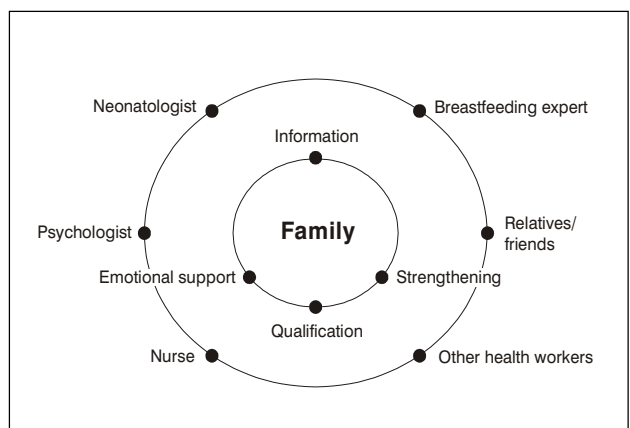 Neonatologist
Breastfeeding expert
Information
Family
Psychologist
Relatives/
friends
Emotional support
Strengthening
Qualification
Nurse
Other health workers